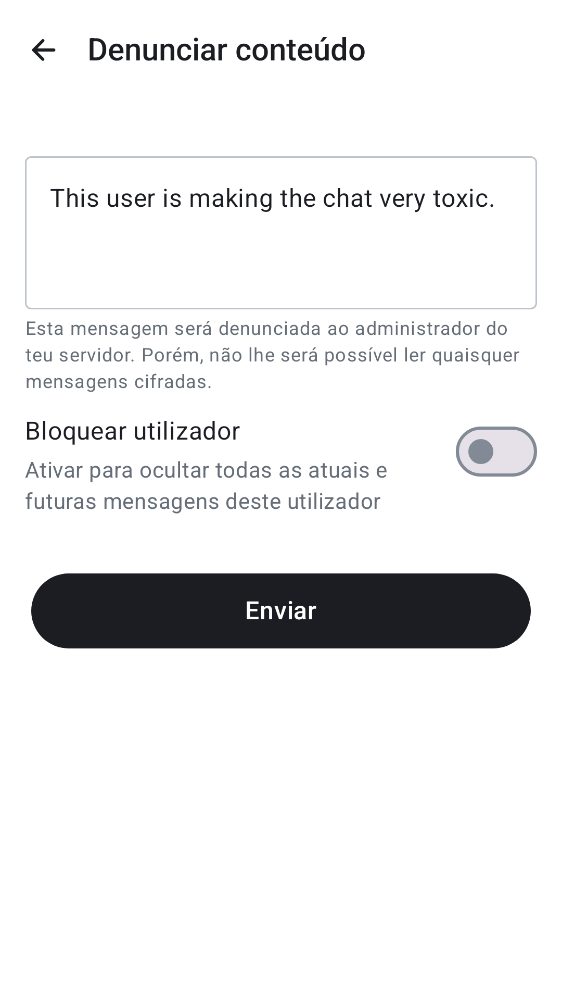 Denunciar conteúdo
This user is making the chat very toxic.
Esta mensagem será denunciada ao administrador do
teu servidor. Porém, não lhe será possível ler quaisquer
mensagens cifradas.
Bloquear utilizador
Ativar para ocultar todas as atuais e
futuras mensagens deste utilizador
Enviar